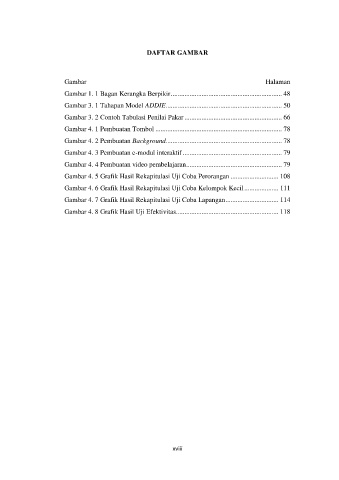 DAFTAR GAMBAR
Gambar Halaman
Gambar 1. 1 Bagan Kerangka Berpikir.................................................................. 48
Gambar 3. 1 Tahapan Model ADDIE..................................................................... 50
Gambar 3. 2 Contoh Tabulasi Penilai Pakar .......................................................... 66
Gambar 4. 1 Pembuatan Tombol ........................................................................... 78
Gambar 4. 2 Pembuatan Background..................................................................... 78
Gambar 4. 3 Pembuatan e-modul interaktif ........................................................... 79
Gambar 4. 4 Pembuatan video pembelajaran......................................................... 79
Gambar 4. 5 Grafik Hasil Rekapitulasi Uji Coba Perorangan ............................ 108
Gambar 4. 6 Grafik Hasil Rekapitulasi Uji Coba Kelompok Kecil .................... 111
Gambar 4. 7 Grafik Hasil Rekapitulasi Uji Coba Lapangan............................... 114
Gambar 4. 8 Grafik Hasil Uji Efektivitas............................................................ 118
xviii